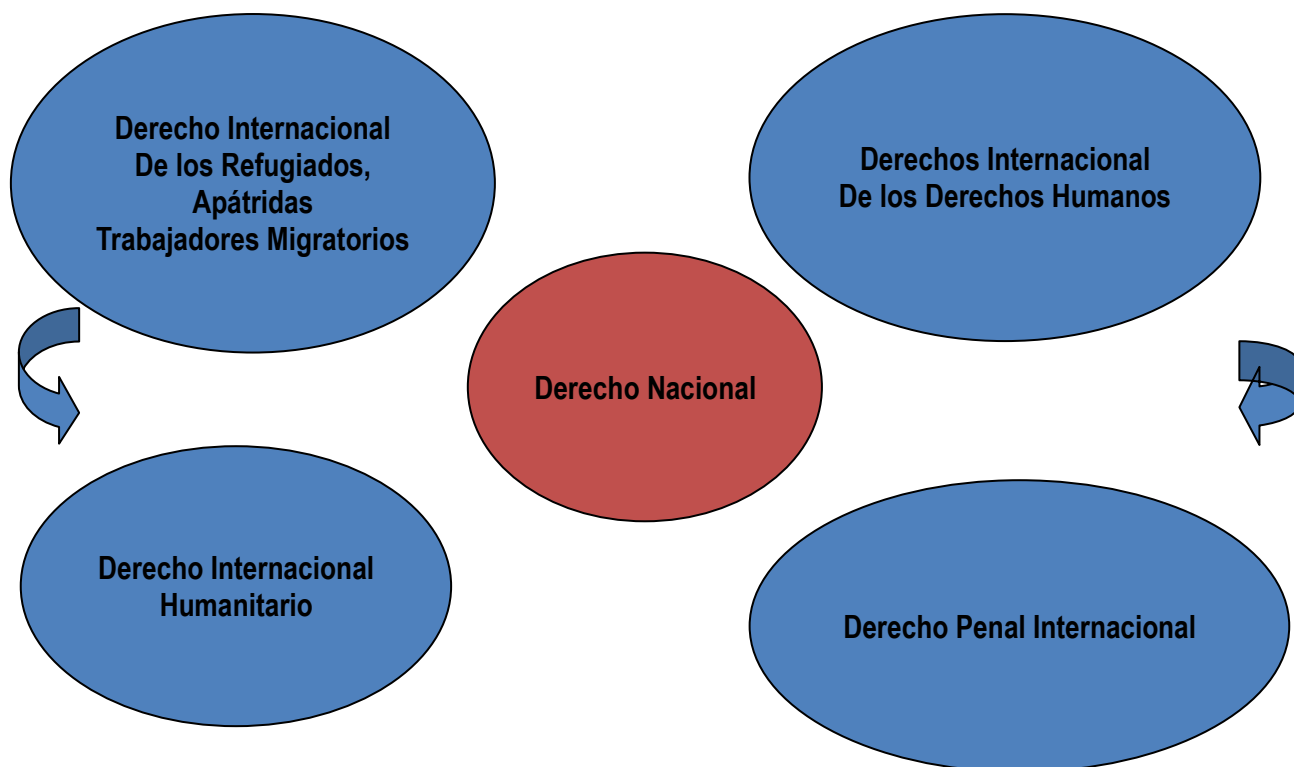 Derecho Internacional
De los Refugiados,
Apátridas
Trabajadores Migratorios
Derechos Internacional
De los Derechos Humanos
Derecho Nacional
Derecho Internacional
Humanitario
Derecho Penal Internacional